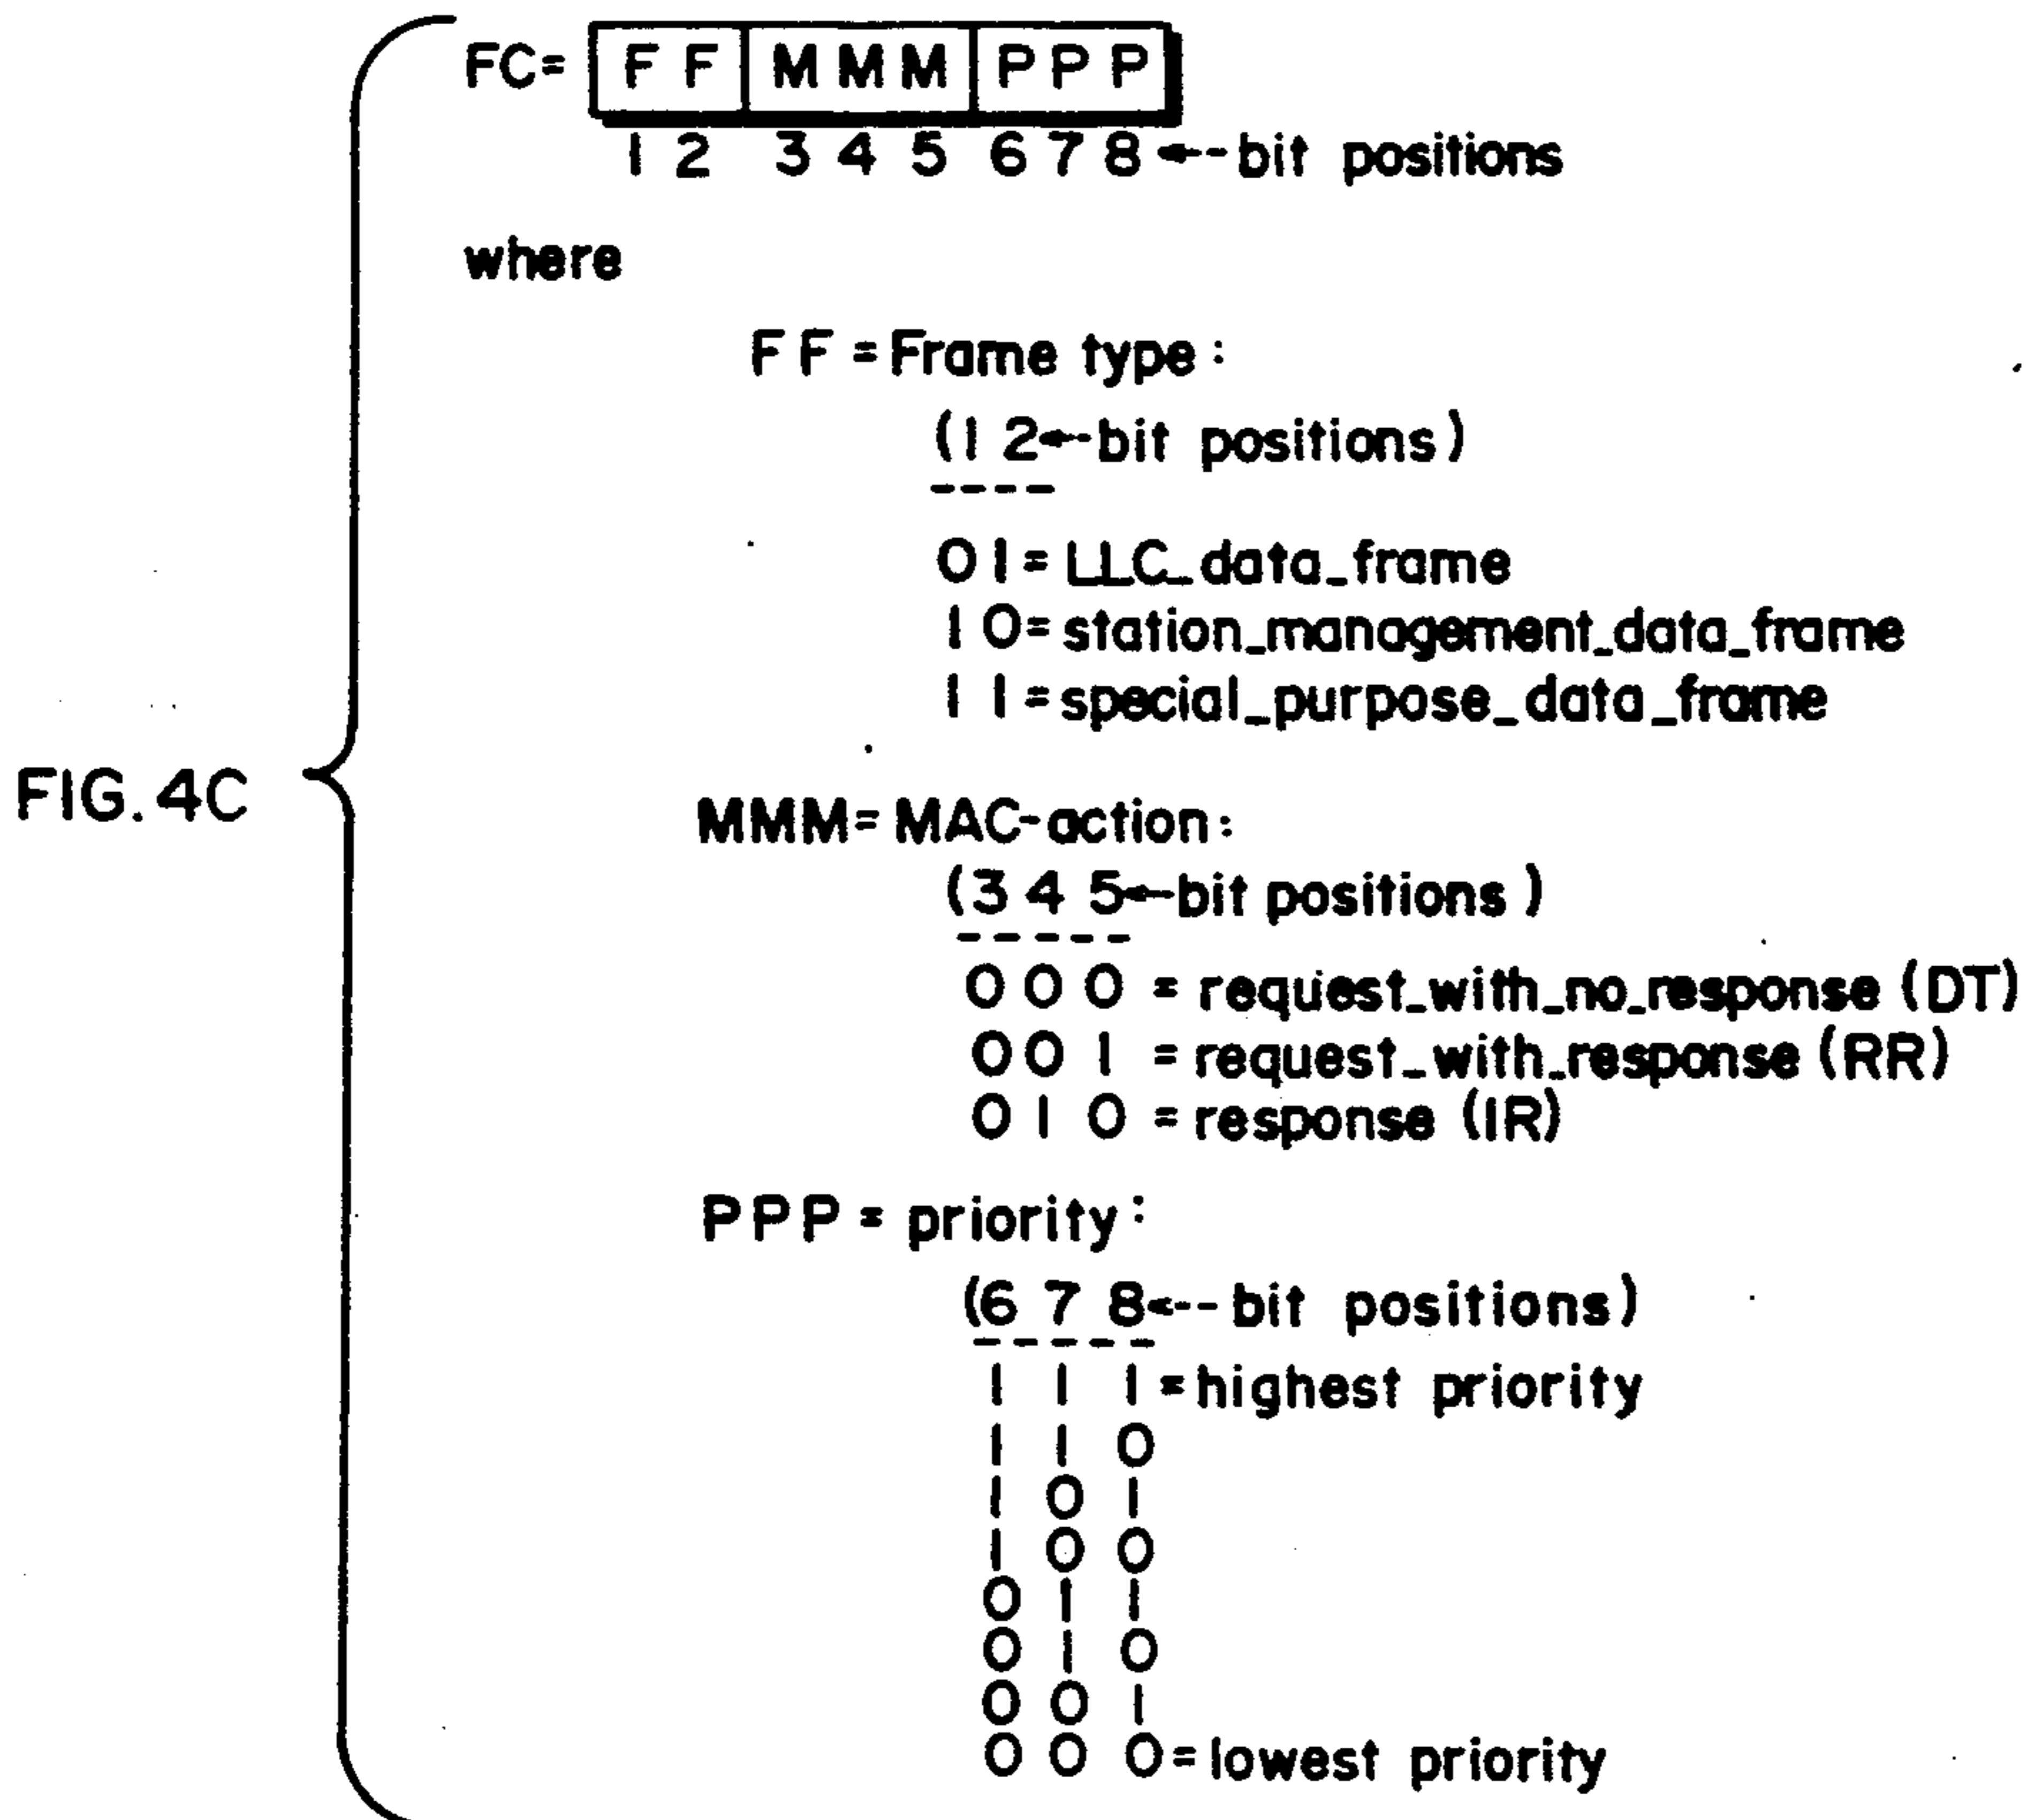 FC= F F M M M P P P
1 2 3 4 5 6 7 8 ←--bit positions
where
F F = Frame type:
(1 2←-bit positions)
----
0 1 = LLC_data_frame
1 0 = station_management_data_frame
1 1 = special_purpose_data_frame
FIG. 4C
MMM= MAC-action:
(3 4 5←-bit positions )
-----
0 0 0 = request_with_no_response (DT)
0 0 1 = request_with_response (RR)
0 1 0 = response (IR)
P P P = priority:
(6 7 8←--bit positions)
-----
1 1 1 = highest priority
1 1 0
1 0 1
1 0 0
0 1 1
0 1 0
0 0 1
0 0 0 = lowest priority